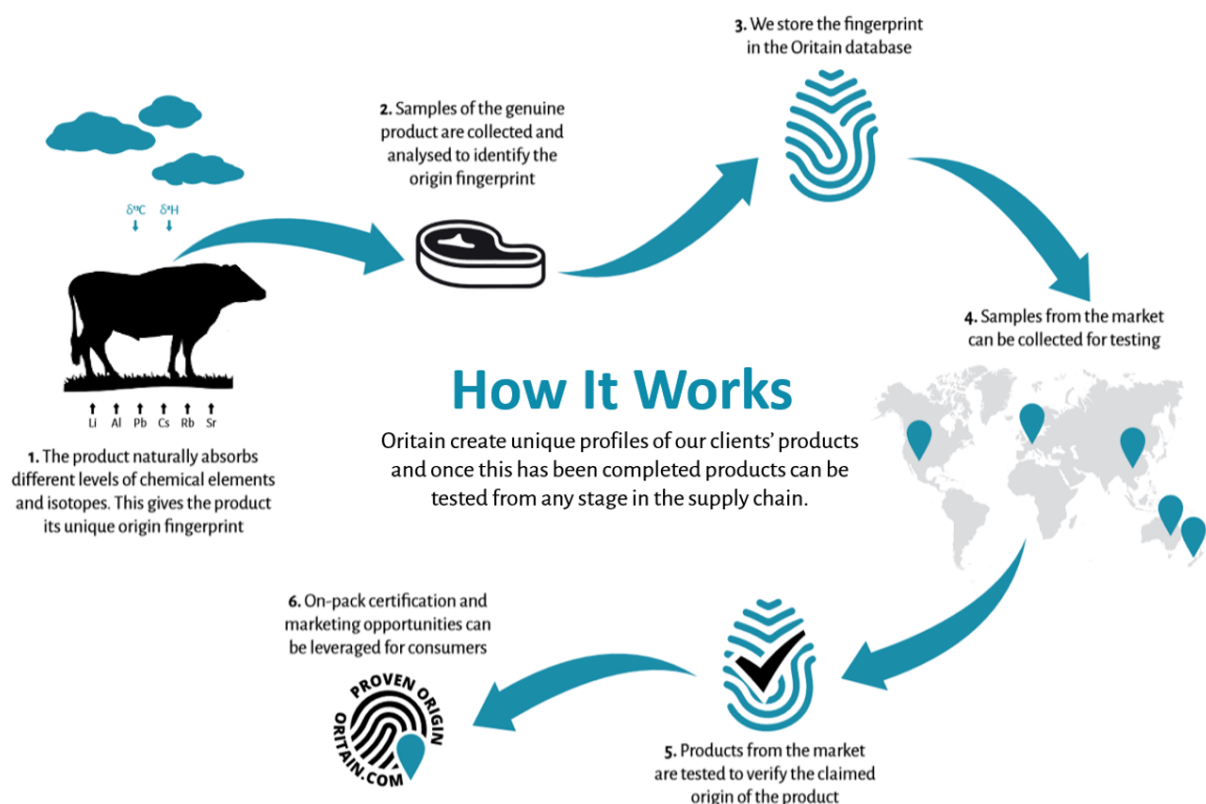 3. We store the fingerprint
in the Oritain database
2. Samples of the genuine
product are collected and
analysed to identify the
origin fingerprint
δ¹³C δ²H
4. Samples from the market
can be collected for testing
Li Al Pb Cs Rb Sr
1. The product naturally absorbs
different levels of chemical elements
and isotopes. This gives the product
its unique origin fingerprint
How It Works
Oritain create unique profiles of our clients' products
and once this has been completed products can be
tested from any stage in the supply chain.
6. On-pack certification and
marketing opportunities can
be leveraged for consumers
PROVEN ORIGIN
ORITAIN.COM
5. Products from the market
are tested to verify the claimed
origin of the product